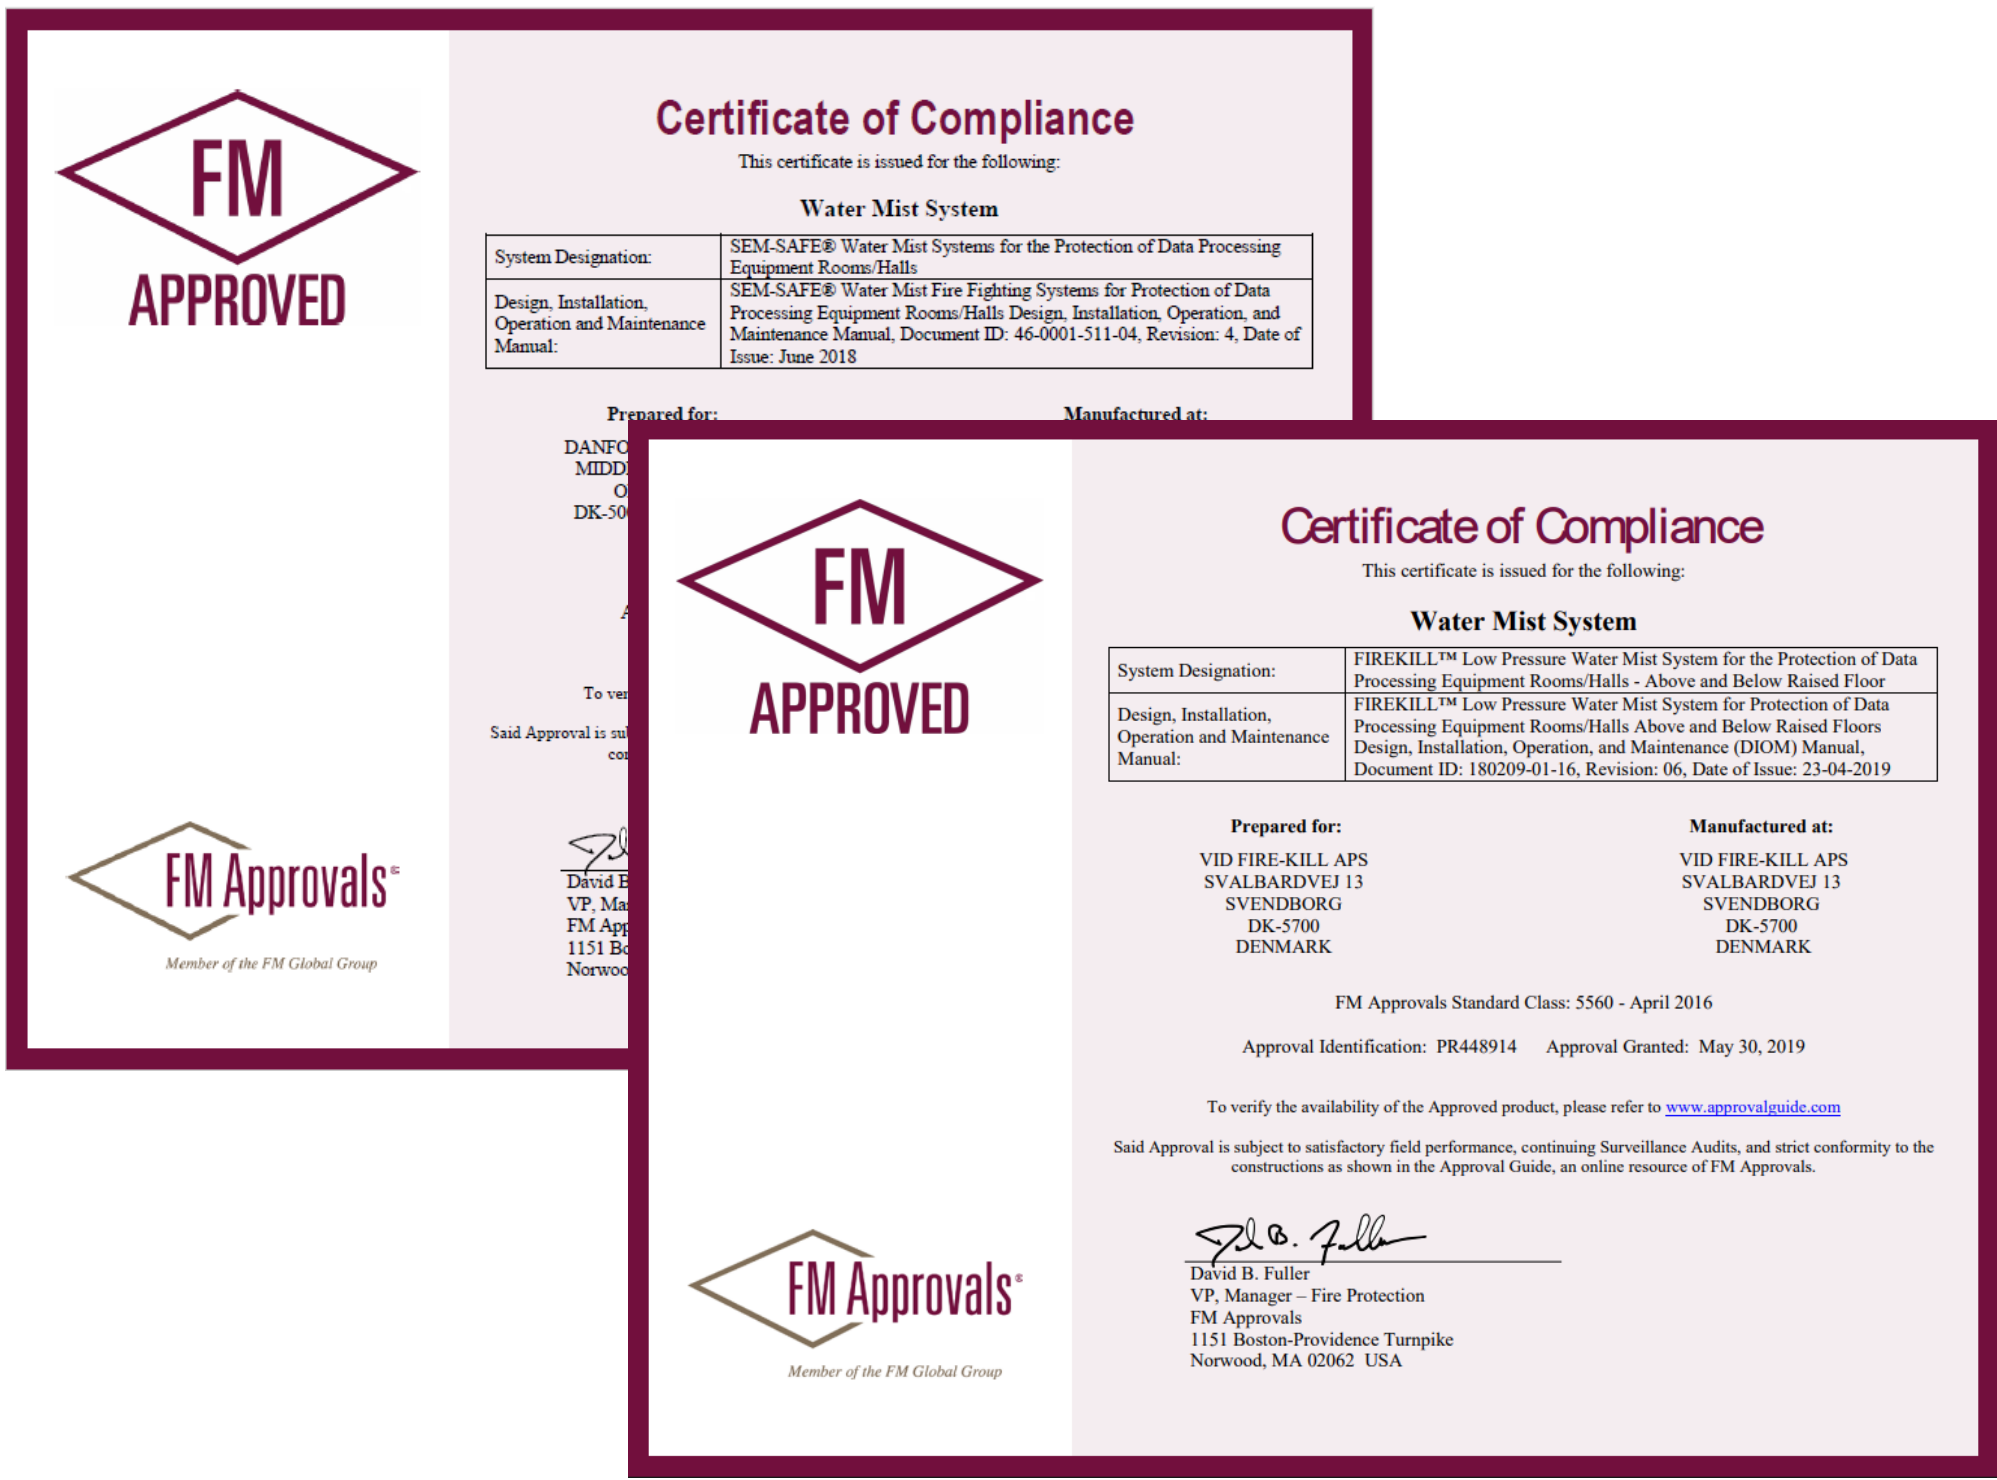 FM
APPROVED
Certificate of Compliance
This certificate is issued for the following:
Water Mist System
System Designation:
SEM-SAFE® Water Mist Systems for the Protection of Data Processing
Equipment Rooms/Halls
Design, Installation,
Operation and Maintenance
Manual:
SEM-SAFE® Water Mist Fire Fighting Systems for Protection of Data
Processing Equipment Rooms/Halls Design, Installation, Operation, and
Maintenance Manual, Document ID: 46-0001-511-04, Revision: 4, Date of
Issue: June 2018
Prepared for:
Manufactured at:
DK-50
To
Said Approval is
David B
VP,
FM
1151
FM Approvals®
Member of the FM Global Group
FM
APPROVED
Certificate of Compliance
This certificate is issued for the following:
Water Mist System
System Designation:
FIREKILL™ Low Pressure Water Mist System for the Protection of Data
Processing Equipment Rooms/Halls - Above and Below Raised Floor
Design, Installation,
Operation and Maintenance
Manual:
FIREKILL™ Low Pressure Water Mist System for Protection of Data
Processing Equipment Rooms/Halls Above and Below Raised Floors
Design, Installation, Operation, and Maintenance (DIOM) Manual,
Document ID: 180209-01-16, Revision: 06, Date of Issue: 23-04-2019
Prepared for:
VID FIRE-KILL APS
SVALBARDVEJ 13
SVENDBORG
DK-5700
DENMARK
Manufactured at:
VID FIRE-KILL APS
SVALBARDVEJ 13
SVENDBORG
DK-5700
DENMARK
FM Approvals Standard Class: 5560 - April 2016
Approval Identification: PR448914 Approval Granted: May 30, 2019
To verify the availability of the Approved product, please refer to www.approvalguide.com
Said Approval is subject to satisfactory field performance, continuing Surveillance Audits, and strict conformity to the
constructions as shown in the Approval Guide, an online resource of FM Approvals.
David B. Fuller
VP, Manager – Fire Protection
FM Approvals
1151 Boston-Providence Turnpike
Norwood, MA 02062 USA
FM Approvals®
Member of the FM Global Group